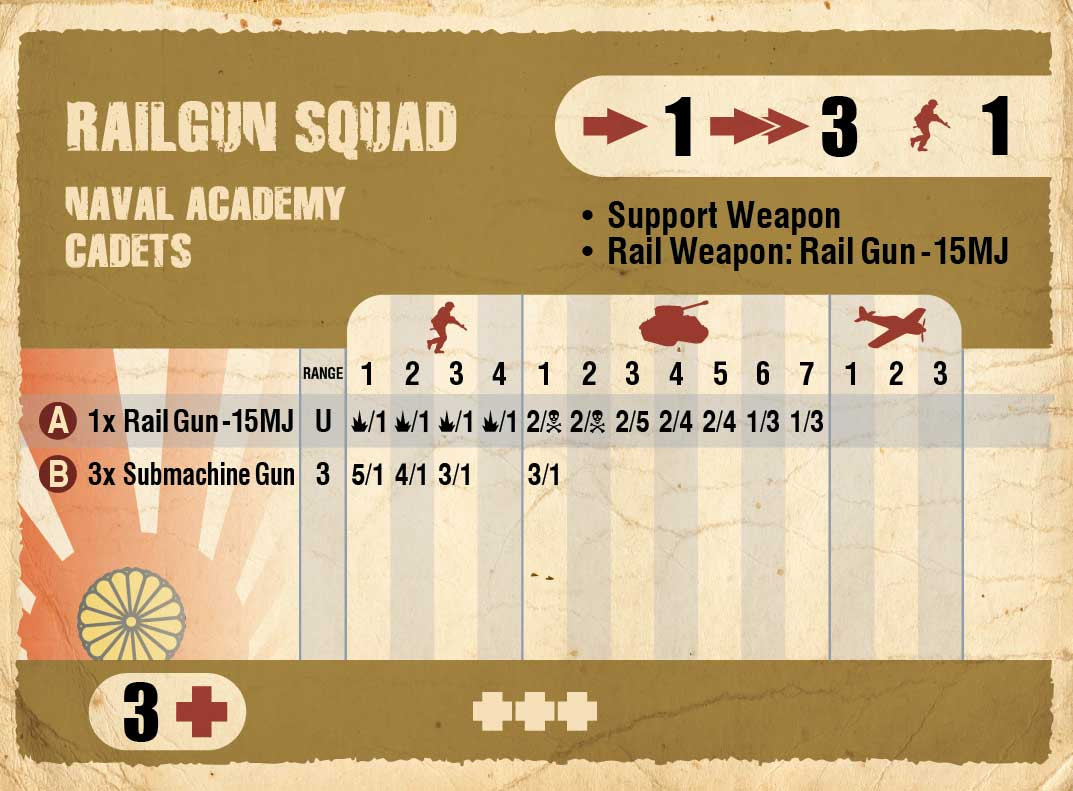 RAILGUN SQUAD
NAVAL ACADEMY
CADETS
1 3 1
• Support Weapon
• Rail Weapon: Rail Gun-15MJ
RANGE 1 2 3 4 1 2 3 4 5 6 7 1 2 3
A 1x Rail Gun-15MJ U /1 /1 /1 /1 2/☠ 2/☠ 2/5 2/4 2/4 1/3 1/3
B 3x Submachine Gun 3 5/1 4/1 3/1 3/1
3